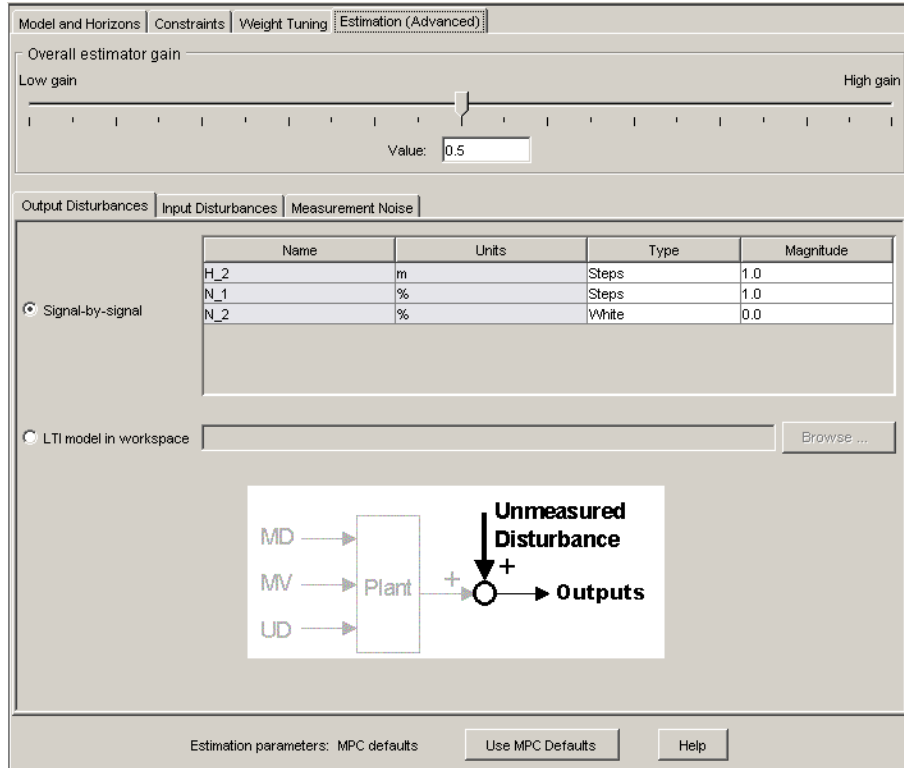 Model and Horizons Constraints Weight Tuning Estimation (Advanced)
Overall estimator gain
Low gain High gain
Value: 0.5
Output Disturbances Input Disturbances Measurement Noise
Name Units Type Magnitude
H_2 m Steps 1.0
N_1 % Steps 1.0
N_2 % White 0.0
Signal-by-signal
LTI model in workspace Browse ...
Unmeasured
Disturbance
MD
+
MV Plant + Outputs
UD
Estimation parameters: MPC defaults Use MPC Defaults Help